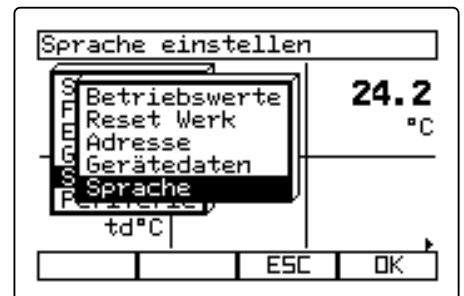 Sprache einstellen
Betriebswerte
Reset Werk
Adresse
Gerätedaten
Sprache
24.2
°C
td°C
ESC
OK